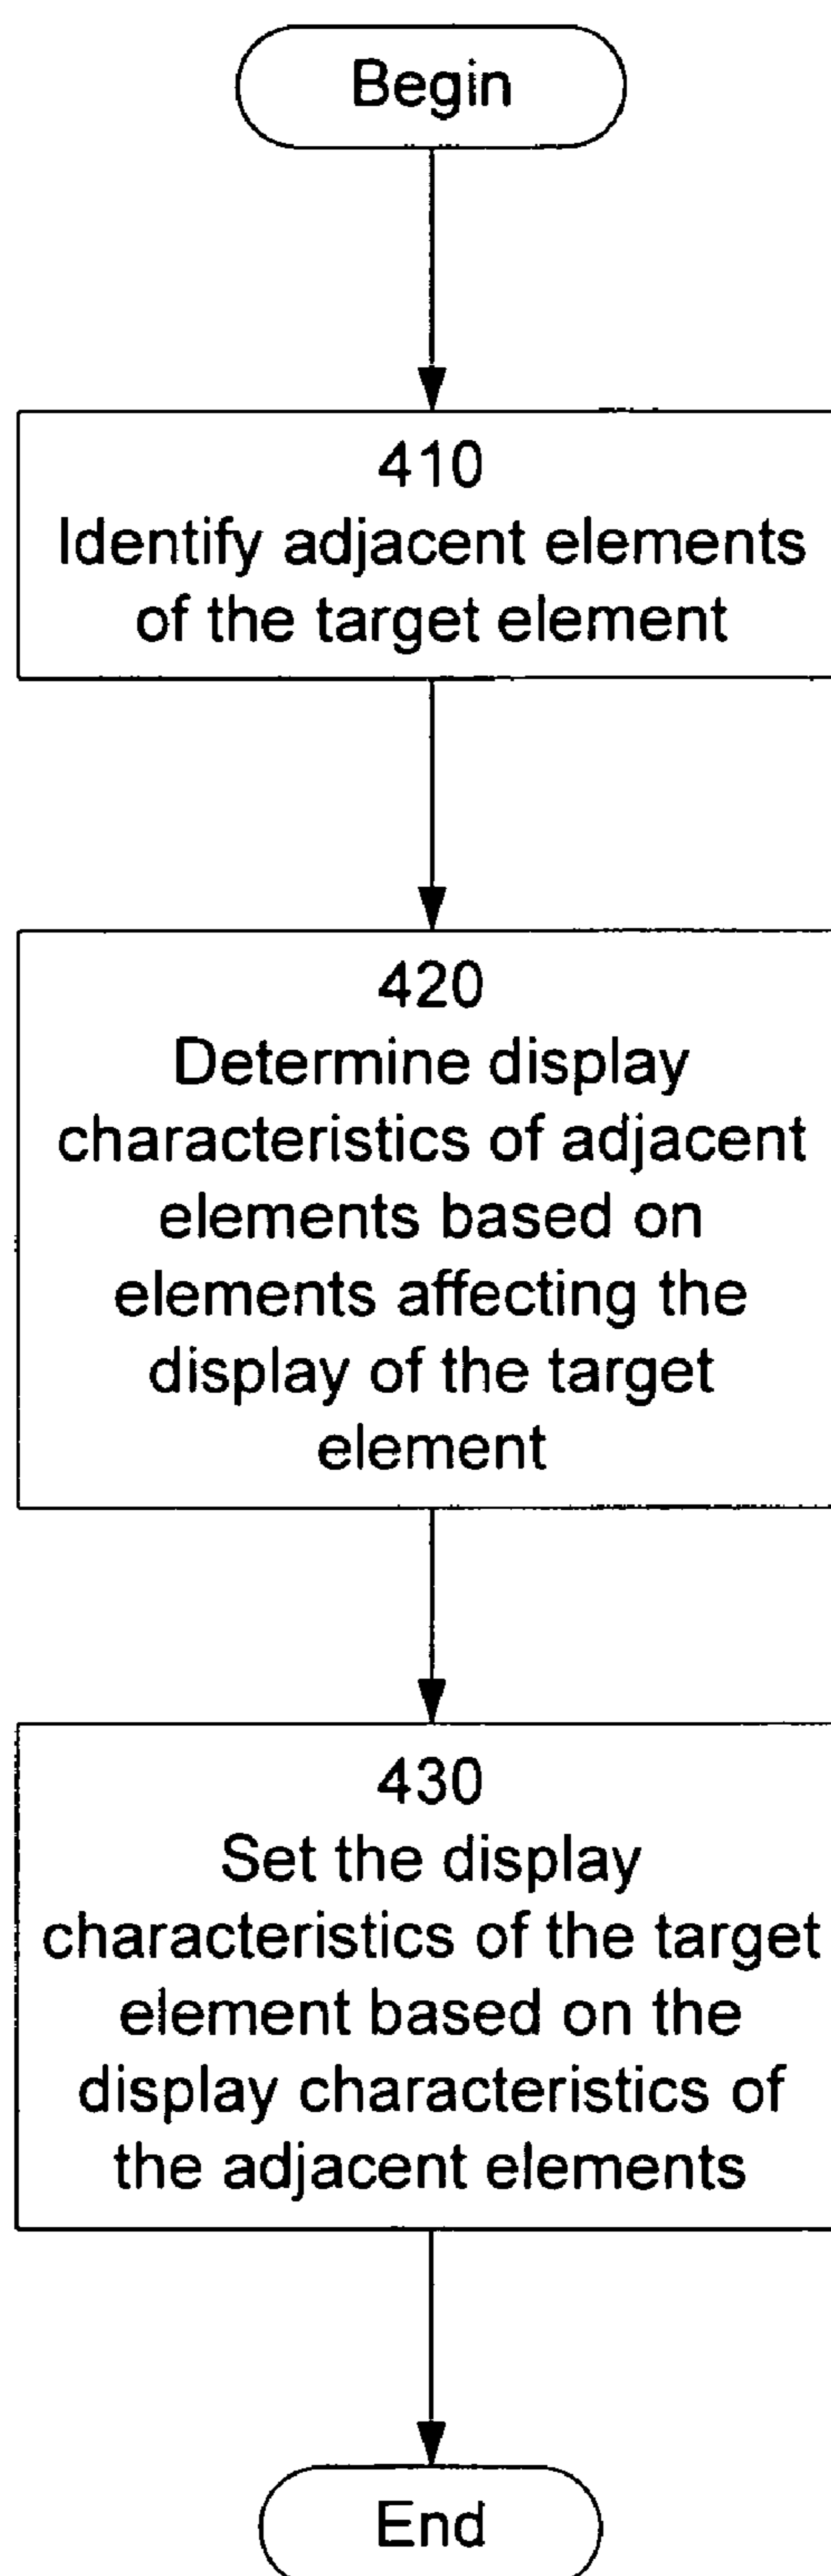 Begin
410
Identify adjacent elements
of the target element
420
Determine display
characteristics of adjacent
elements based on
elements affecting the
display of the target
element
430
Set the display
characteristics of the target
element based on the
display characteristics of
the adjacent elements
End